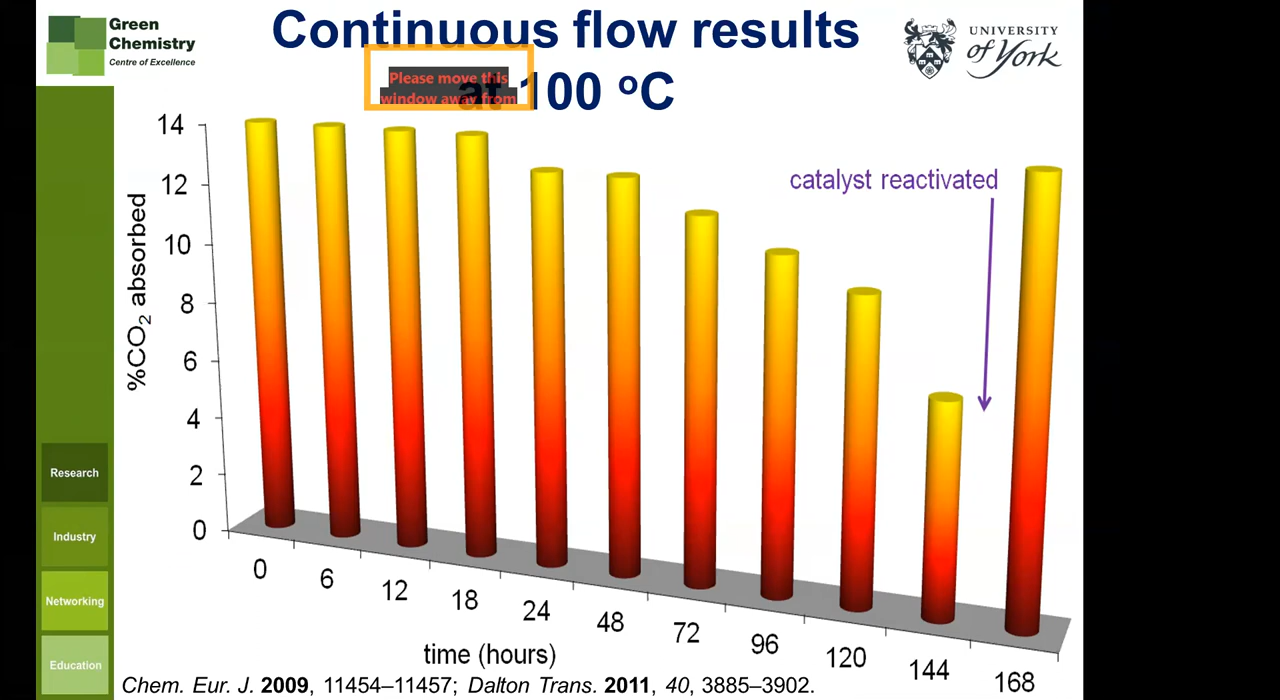 Green
Chemistry
Centre of Excellence
Continuous flow results
at 100 °C
Please move this
window away from
UNIVERSITY
of York
%CO₂ absorbed
14
12
10
8
6
4
2
0
catalyst reactivated
0
6
12
18
24
48
72
96
120
144
168
time (hours)
Research
Industry
Networking
Education
Chem. Eur. J. 2009, 11454–11457; Dalton Trans. 2011, 40, 3885–3902.